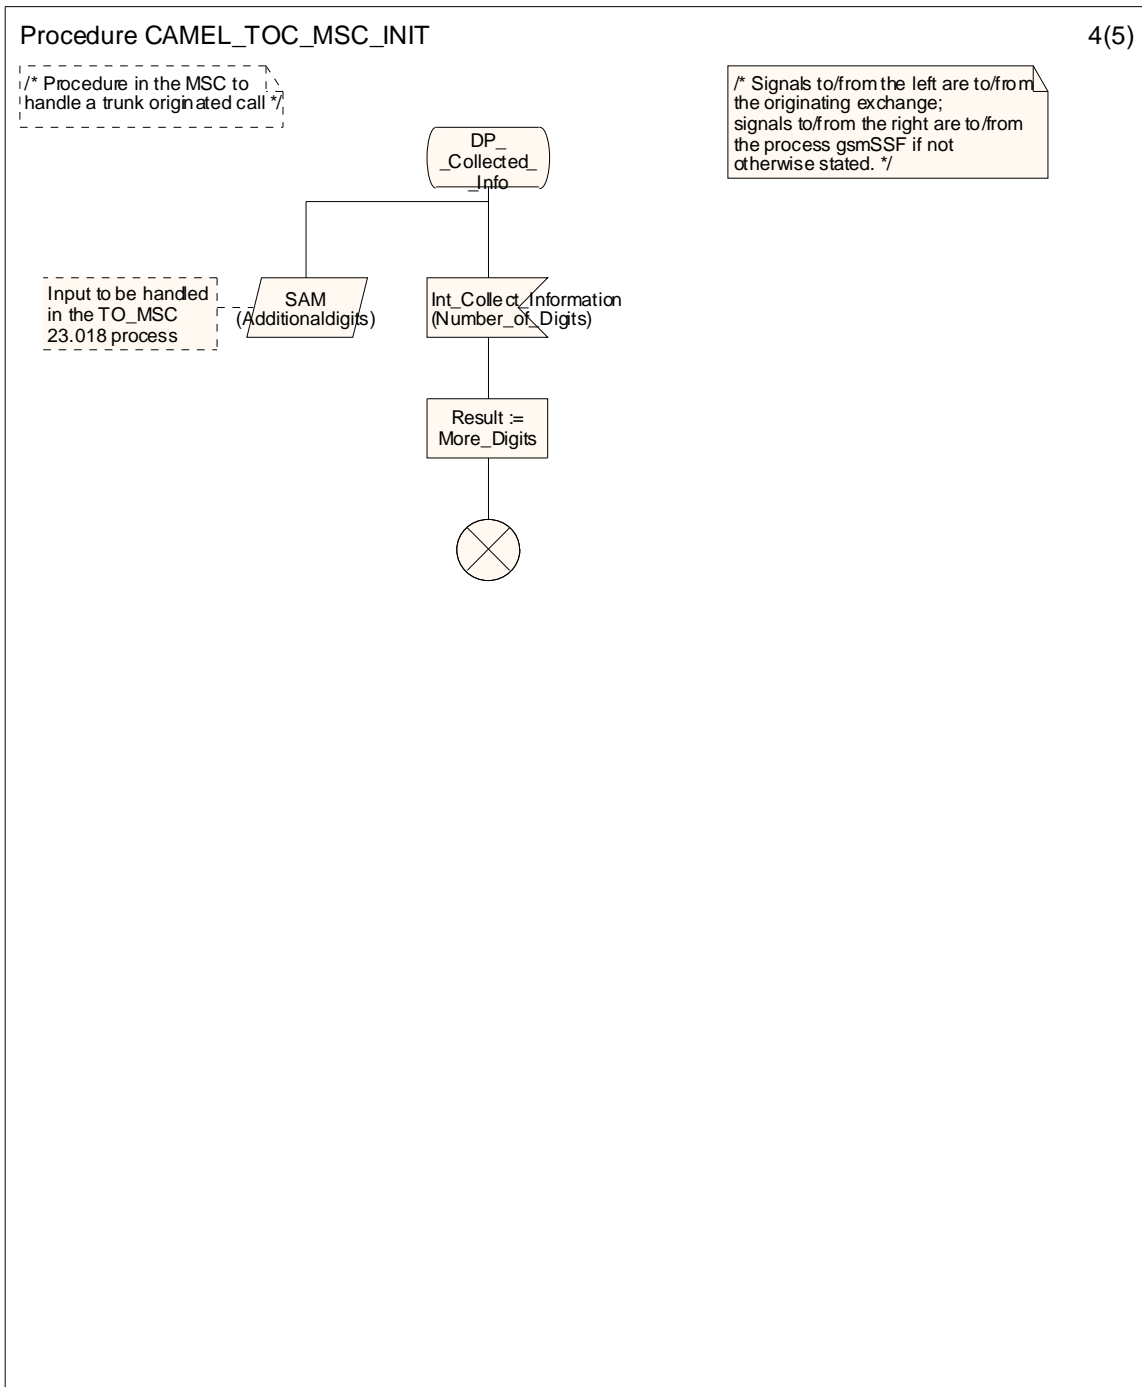 Procedure CAMEL_TOC_MSC_INIT
4(5)
/* Procedure in the MSC to
handle a trunk originated call */
/* Signals to/from the left are to/from
the originating exchange;
signals to/from the right are to/from
the process gsmSSF if not
otherwise stated. */
DP_
_Collected_
_Info
Input to be handled
in the TO_MSC
23.018 process
SAM
(Additionaldigits)
Int_Collect_Information
(Number_of_Digits)
Result :=
More_Digits